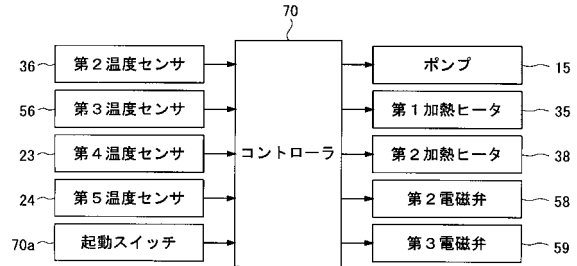 70
36 第2温度センサ
56 第3温度センサ
23 第4温度センサ
24 第5温度センサ
70a 起動スイッチ
コントローラ
ポンプ 15
第1加熱ヒータ 35
第2加熱ヒータ 38
第2電磁弁 58
第3電磁弁 59